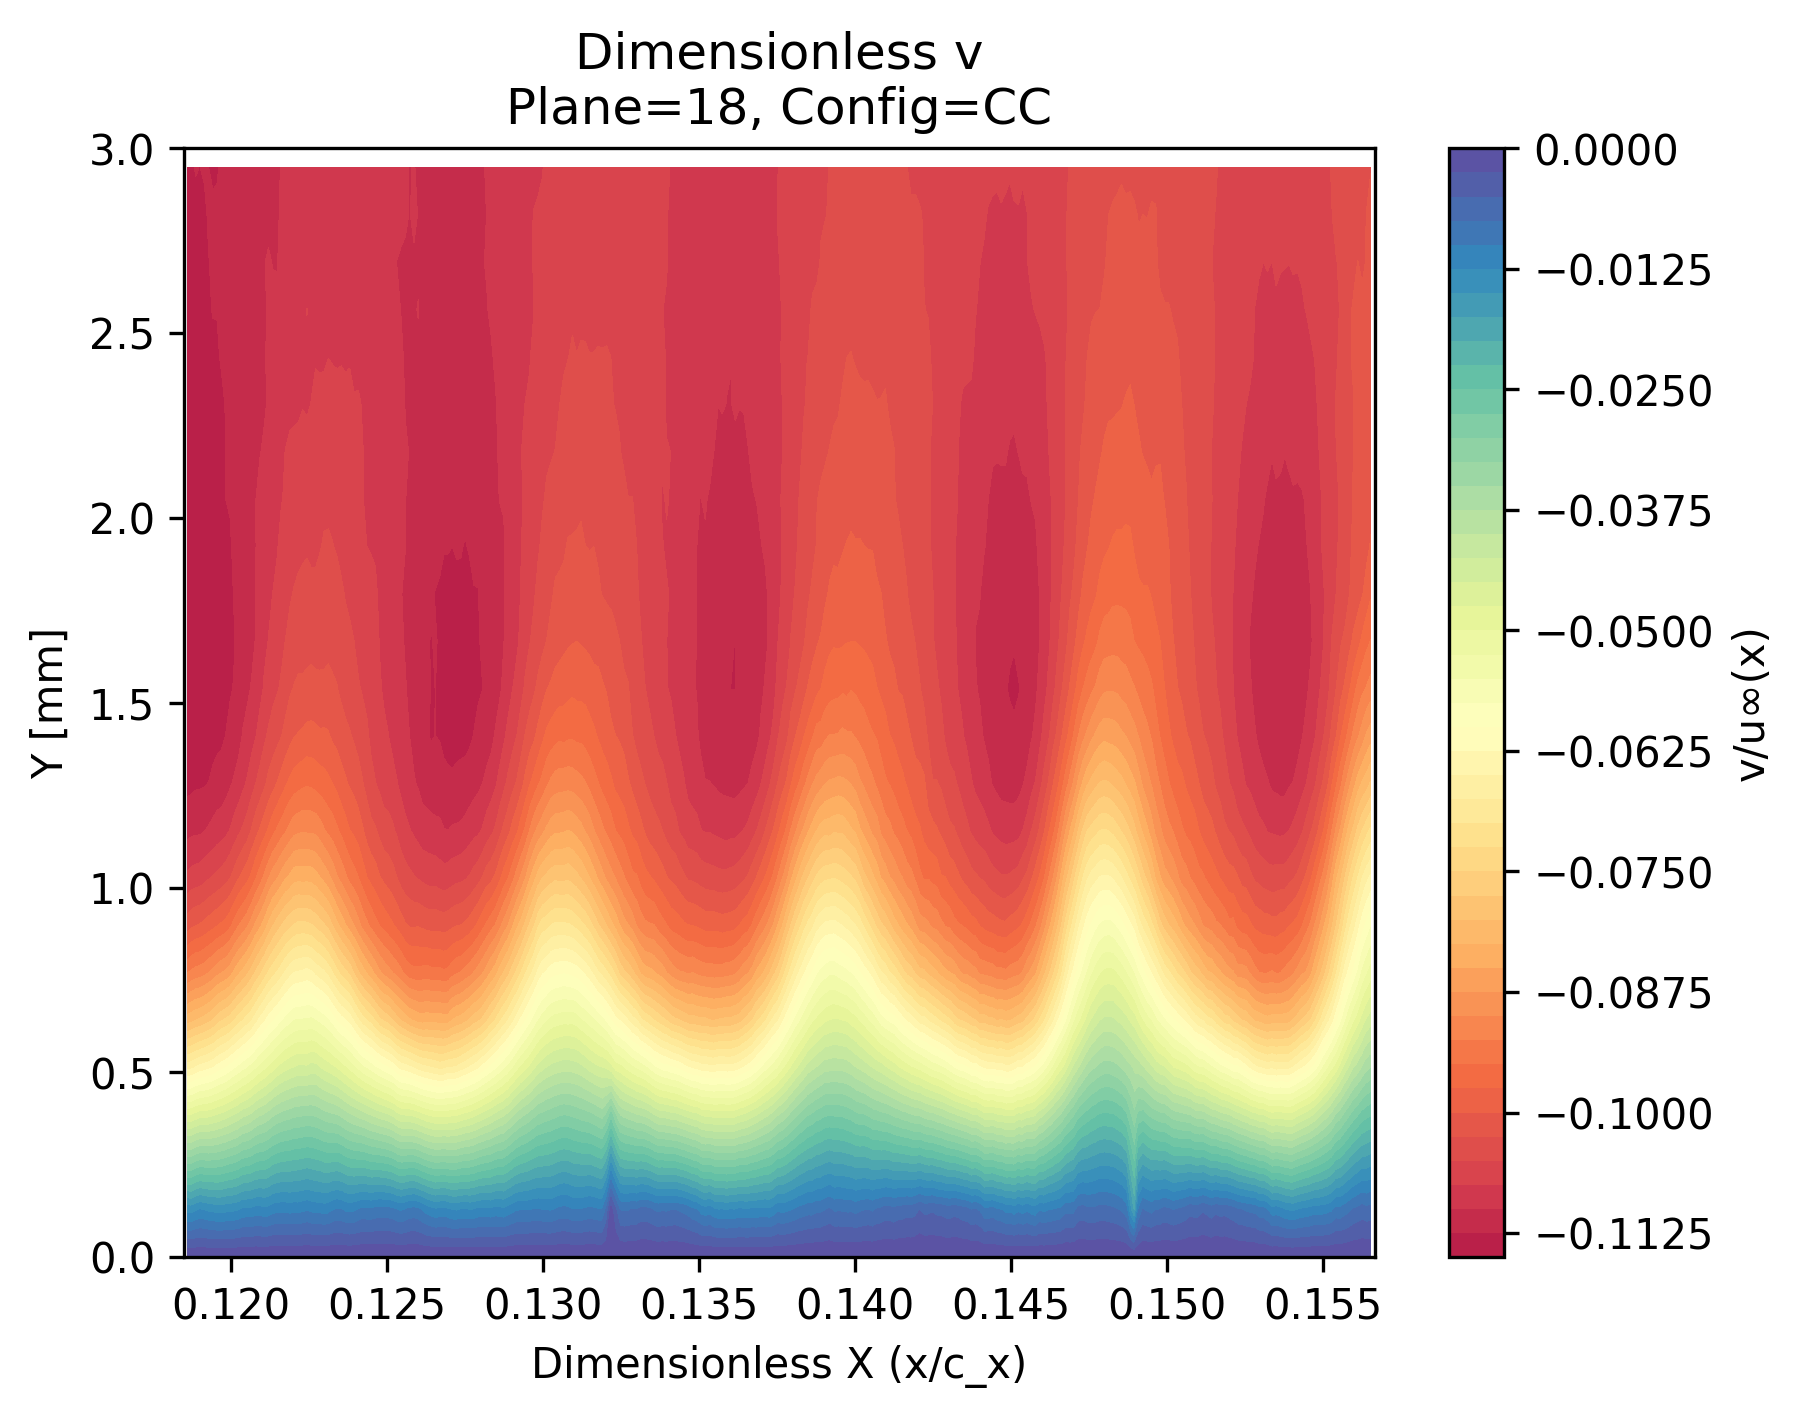 Dimensionless v
Plane=18, Config=CC
3.0
2.5
2.0
1.5
1.0
0.5
0.0
Y [mm]
0.120 0.125 0.130 0.135 0.140 0.145 0.150 0.155
Dimensionless X (x/c_x)
0.0000
−0.0125
−0.0250
−0.0375
−0.0500
−0.0625
−0.0750
−0.0875
−0.1000
−0.1125
v/u∞(x)